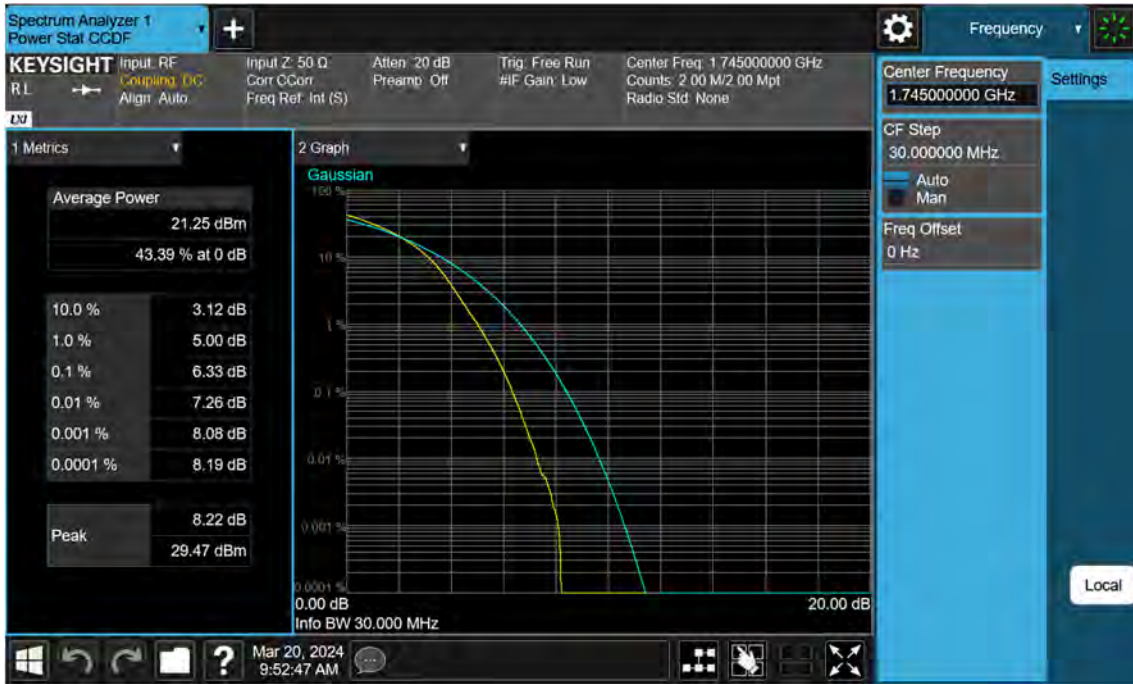 Spectrum Analyzer 1
Power Stat CCDF
Frequency
KEYSIGHT
R L
LXI
Input: RF
Coupling: DC
Align: Auto
Input Z: 50 Ω
Corr CCorr
Freq Ref: Int (S)
Atten: 20 dB
Preamp: Off
Trig: Free Run
#IF Gain: Low
Center Freq: 1.745000000 GHz
Counts: 2.00 M/2.00 Mpt
Radio Std: None
Center Frequency
1.745000000 GHz
Settings
CF Step
30.000000 MHz
Auto
Man
Freq Offset
0 Hz
1 Metrics
Average Power
21.25 dBm
43.39 % at 0 dB
10.0 % 3.12 dB
1.0 % 5.00 dB
0.1 % 6.33 dB
0.01 % 7.26 dB
0.001 % 8.08 dB
0.0001 % 8.19 dB
Peak
8.22 dB
29.47 dBm
2 Graph
Gaussian
100 %
10 %
1 %
0.1 %
0.01 %
0.001 %
0.0001 %
0.00 dB 20.00 dB
Info BW 30.000 MHz
Local
?
Mar 20, 2024
9:52:47 AM